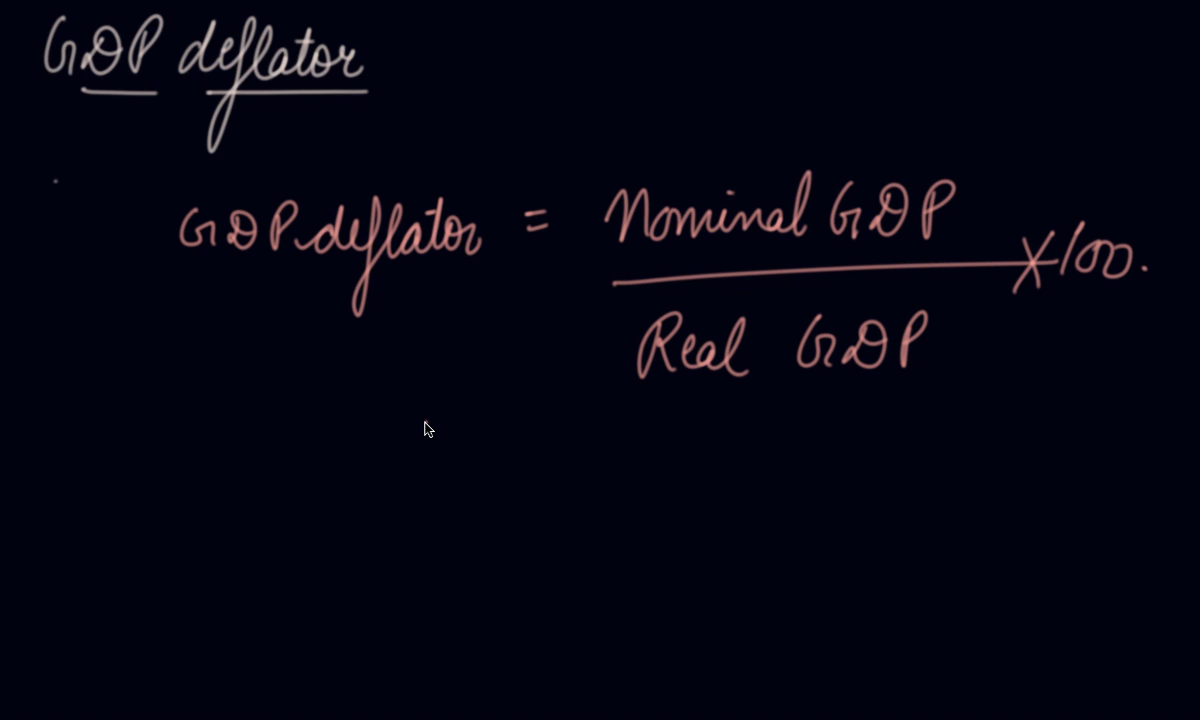 GDP deflator
GDP deflator = Nominal GDP
X 100.
Real GDP